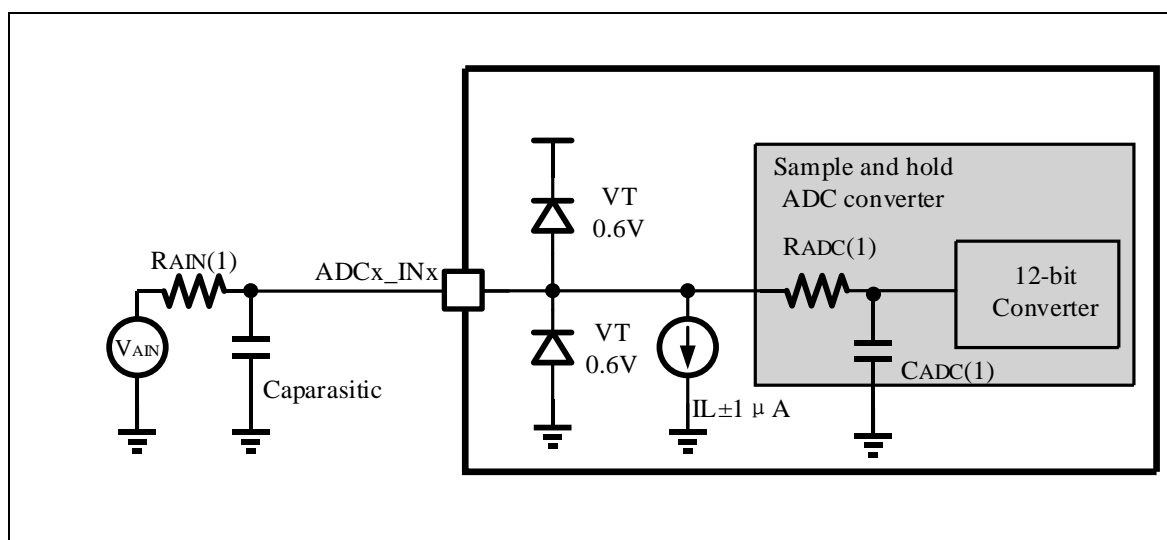 Sample and hold
ADC converter
VT
0.6V
RADC(1)
RAIN(1)
ADCx_INx
12-bit
Converter
VAIN
VT
0.6V
CADC(1)
Caparasitic
IL±1 μA